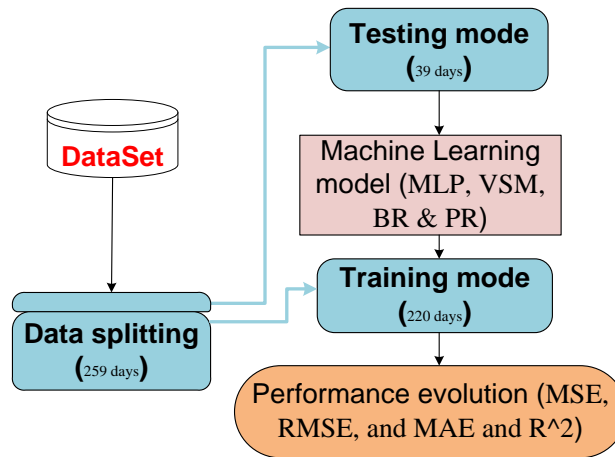 Testing mode
(39 days)
DataSet
Machine Learning
model (MLP, VSM,
BR & PR)
Training mode
(220 days)
Data splitting
(259 days)
Performance evolution (MSE,
RMSE, and MAE and R^2)